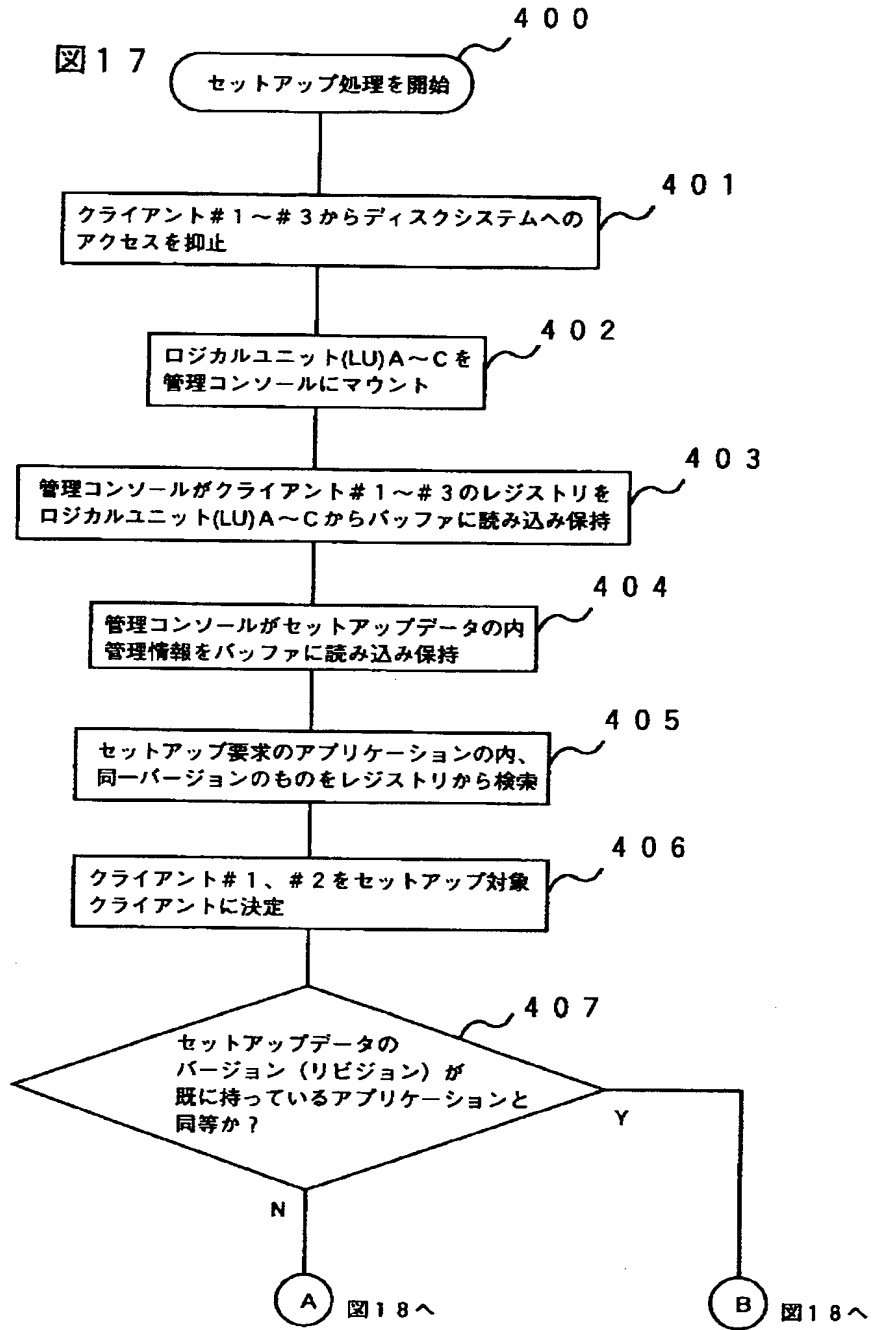 図17
400
セットアップ処理を開始
401
クライアント#1～#3からディスクシステムへの
アクセスを抑止
402
ロジカルユニット(LU)A～Cを
管理コンソールにマウント
403
管理コンソールがクライアント#1～#3のレジストリを
ロジカルユニット(LU)A～Cからバッファに読み込み保持
404
管理コンソールがセットアップデータの内
管理情報をバッファに読み込み保持
405
セットアップ要求のアプリケーションの内、
同一バージョンのものをレジストリから検索
406
クライアント#1、#2をセットアップ対象
クライアントに決定
407
セットアップデータの
バージョン（リビジョン）が
既に持っているアプリケーションと
同等か？
Y
N
A 図18へ
B 図18へ